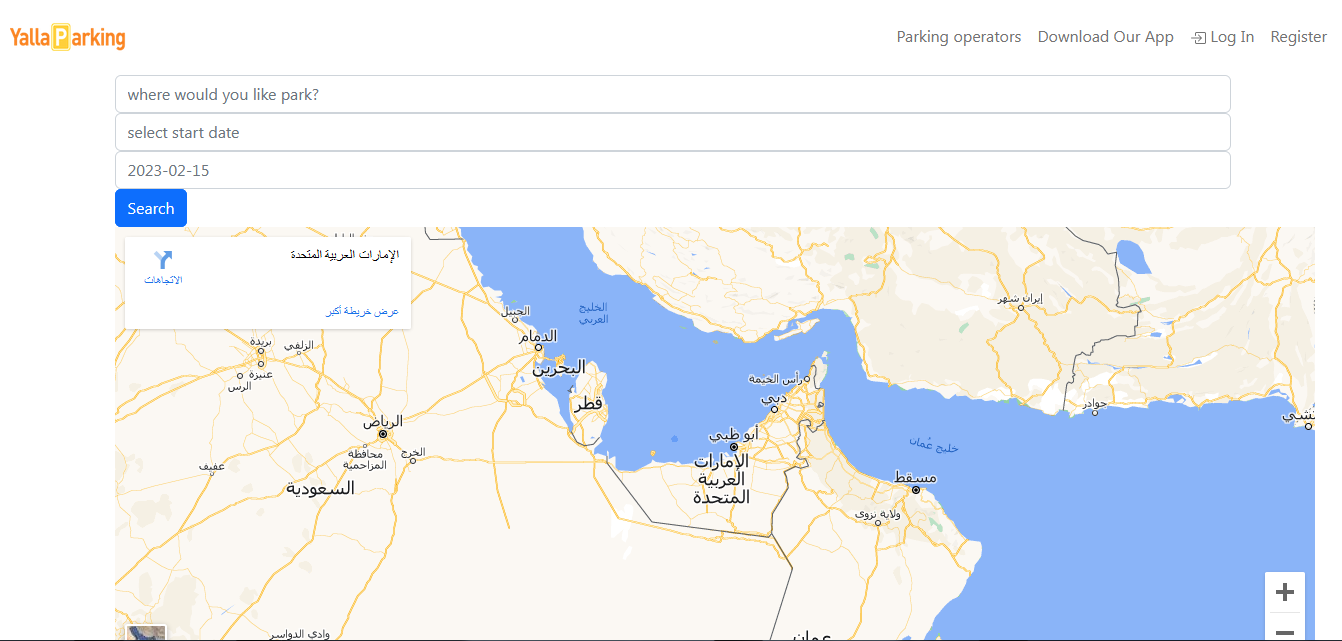 YallaParking
Parking operators
Download Our App
Log In
Register
where would you like park?
select start date
2023-02-15
Search
الإمارات العربية المتحدة
الاتجاهات
عرض خريطة أكبر
الجبيل
الخليج
العربي
إيران شهر
الدمام
بريدة
الزلفي
البحرين
عنيزة
الرس
رأس الخيمة
دبي
قطر
چوادر
الرياض
أبو ظبي
خليج عُمان
الخرج
محافظة
المزاحمية
عفيف
الإمارات
العربية
المتحدة
مسقط
السعودية
ولاية نزوى
وادي الدواسر
عمان